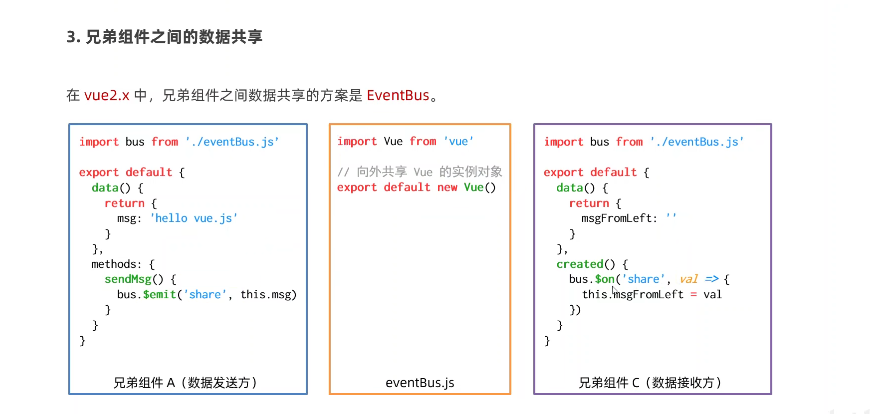 3. 兄弟组件之间的数据共享
在 vue2.x 中，兄弟组件之间数据共享的方案是 EventBus。
import bus from './eventBus.js'
export default {
data() {
return {
msg: 'hello vue.js'
}
},
methods: {
sendMsg() {
bus.$emit('share', this.msg)
}
}
}
兄弟组件 A（数据发送方）
import Vue from 'vue'
// 向外共享 Vue 的实例对象
export default new Vue()
eventBus.js
import bus from './eventBus.js'
export default {
data() {
return {
msgFromLeft: ''
}
},
created() {
bus.$on('share', val => {
this.msgFromLeft = val
})
}
}
兄弟组件 C（数据接收方）